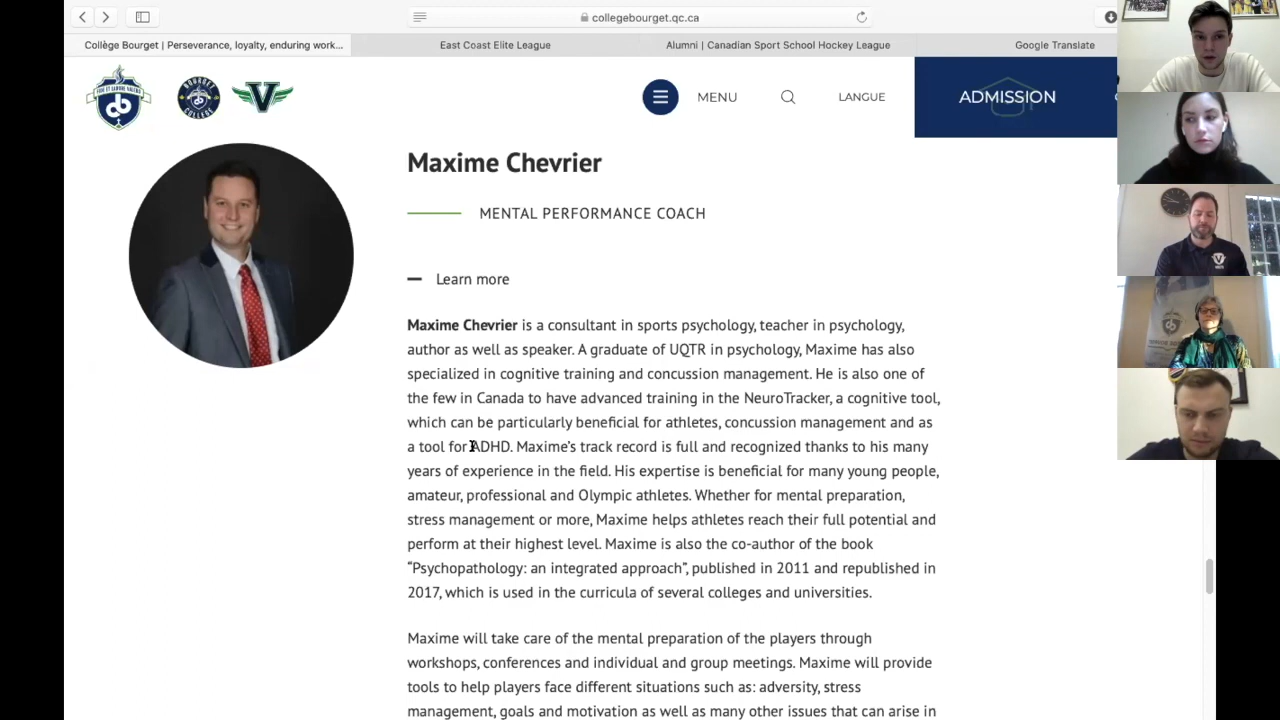 collegebourget.qc.ca
Collège Bourget | Perseverance, loyalty, enduring work...
East Coast Elite League
Alumni | Canadian Sport School Hockey League
Google Translate
MENU
LANGUE
ADMISSION
Maxime Chevrier
MENTAL PERFORMANCE COACH
Learn more
Maxime Chevrier is a consultant in sports psychology, teacher in psychology,
author as well as speaker. A graduate of UQTR in psychology, Maxime has also
specialized in cognitive training and concussion management. He is also one of
the few in Canada to have advanced training in the NeuroTracker, a cognitive tool,
which can be particularly beneficial for athletes, concussion management and as
a tool for ADHD. Maxime's track record is full and recognized thanks to his many
years of experience in the field. His expertise is beneficial for many young people,
amateur, professional and Olympic athletes. Whether for mental preparation,
stress management or more, Maxime helps athletes reach their full potential and
perform at their highest level. Maxime is also the co-author of the book
“Psychopathology: an integrated approach”, published in 2011 and republished in
2017, which is used in the curricula of several colleges and universities.
Maxime will take care of the mental preparation of the players through
workshops, conferences and individual and group meetings. Maxime will provide
tools to help players face different situations such as: adversity, stress
management, goals and motivation as well as many other issues that can arise in